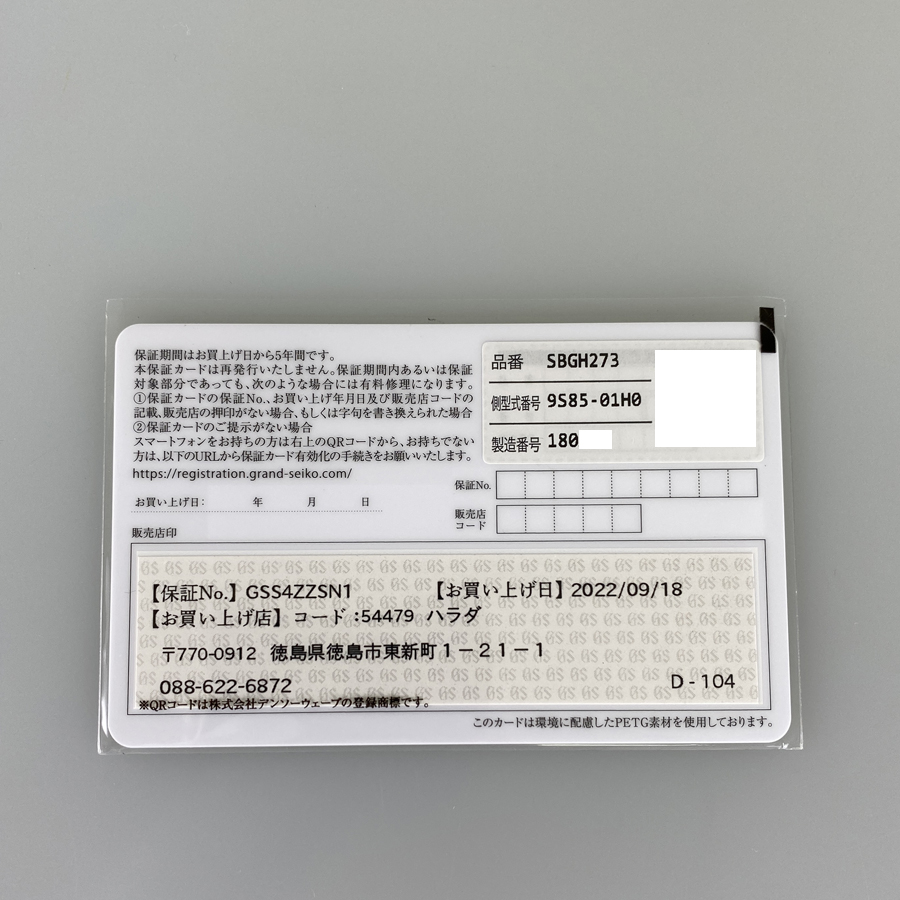 保証期間はお買上げ日から5年間です。
本保証カードは再発行いたしません。保証期間内あるいは保証
対象部分であっても、次のような場合には有料修理になります。
①保証カードの保証No.、お買上げ年月日及び販売店コードの
記載、販売店の押印がない場合、もしくは字句を書き換えられた場合
②保証カードのご提示がない場合
スマートフォンをお持ちの方は右上のQRコードから、お持ちでない
方は、以下のURLから保証カード有効化の手続きをお願いいたします。
https://registration.grand-seiko.com/
お買い上げ日: 年 月 日
販売店印
品番 SBGH273
側型式番号 9S85-01H0
製造番号 180
保証No.
販売店
コード
【保証No.】GSS4ZZSN1 【お買い上げ日】2022/09/18
【お買い上げ店】コード:54479 ハラダ
〒770-0912 徳島県徳島市東新町1-21-1
088-622-6872 D-104
※QRコードは株式会社デンソーウェーブの登録商標です。
このカードは環境に配慮したPETG素材を使用しております。